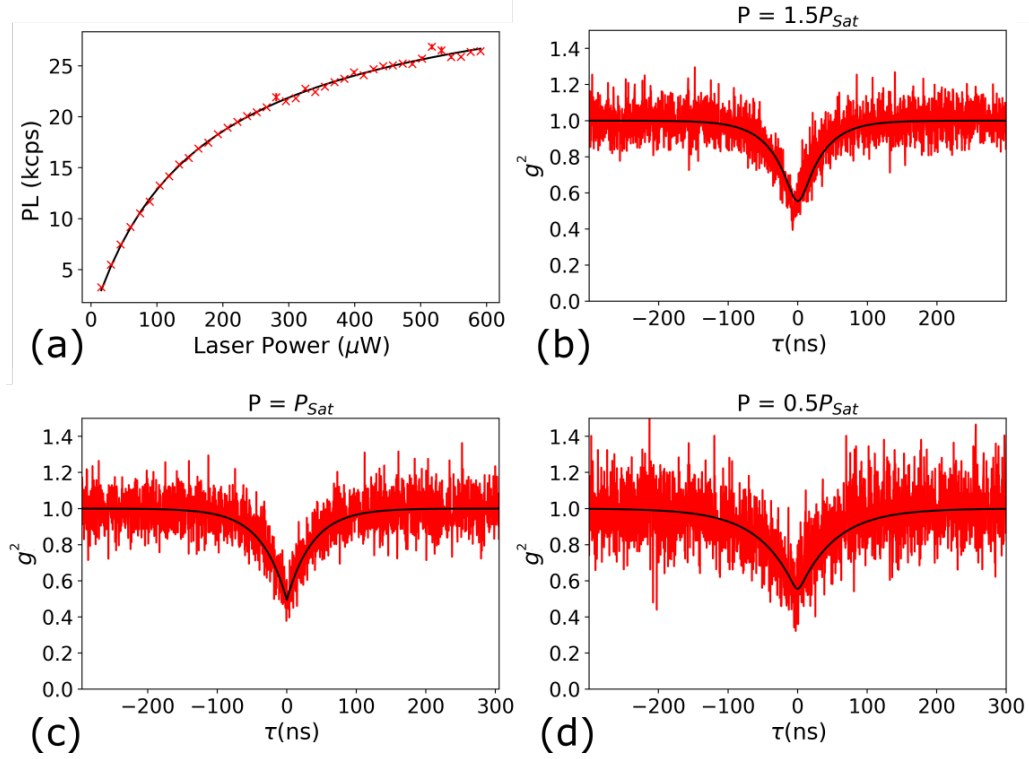 25
20
15
10
5
PL (kcps)
0 100 200 300 400 500 600
Laser Power (μW)
(a)
P = 1.5P_Sat
1.4
1.2
1.0
0.8
0.6
0.4
0.2
0.0
g²
−200 −100 0 100 200
τ(ns)
(b)
P = P_Sat
1.4
1.2
1.0
0.8
0.6
0.4
0.2
0.0
g²
−200 −100 0 100 200 300
τ(ns)
(c)
P = 0.5P_Sat
1.4
1.2
1.0
0.8
0.6
0.4
0.2
0.0
g²
−200 −100 0 100 200 300
τ(ns)
(d)